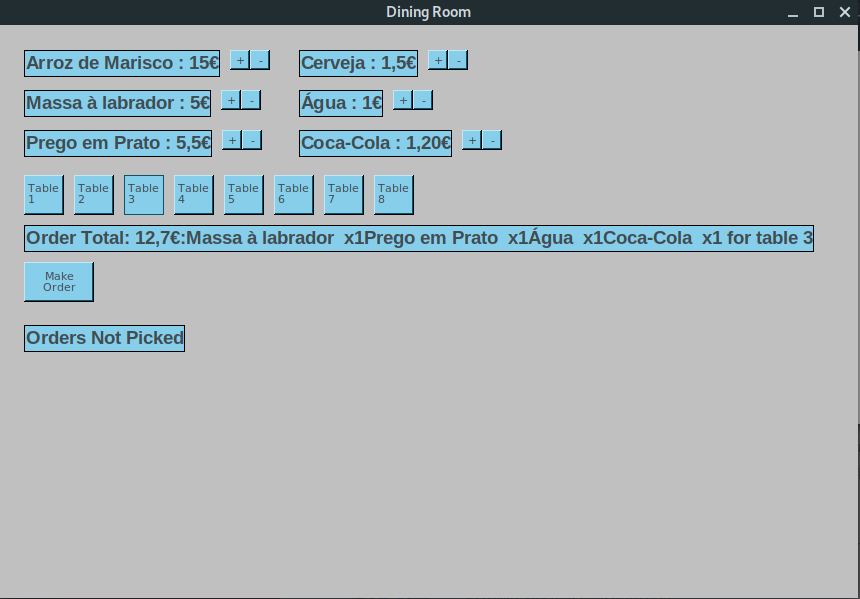 Dining Room
Arroz de Marisco : 15€ + - Cerveja : 1,5€ + -
Massa à labrador : 5€ + - Água : 1€ + -
Prego em Prato : 5,5€ + - Coca-Cola : 1,20€ + -
Table 1
Table 2
Table 3
Table 4
Table 5
Table 6
Table 7
Table 8
Order Total: 12,7€:Massa à labrador  x1Prego em Prato  x1Água  x1Coca-Cola  x1 for table 3
Make
Order
Orders Not Picked